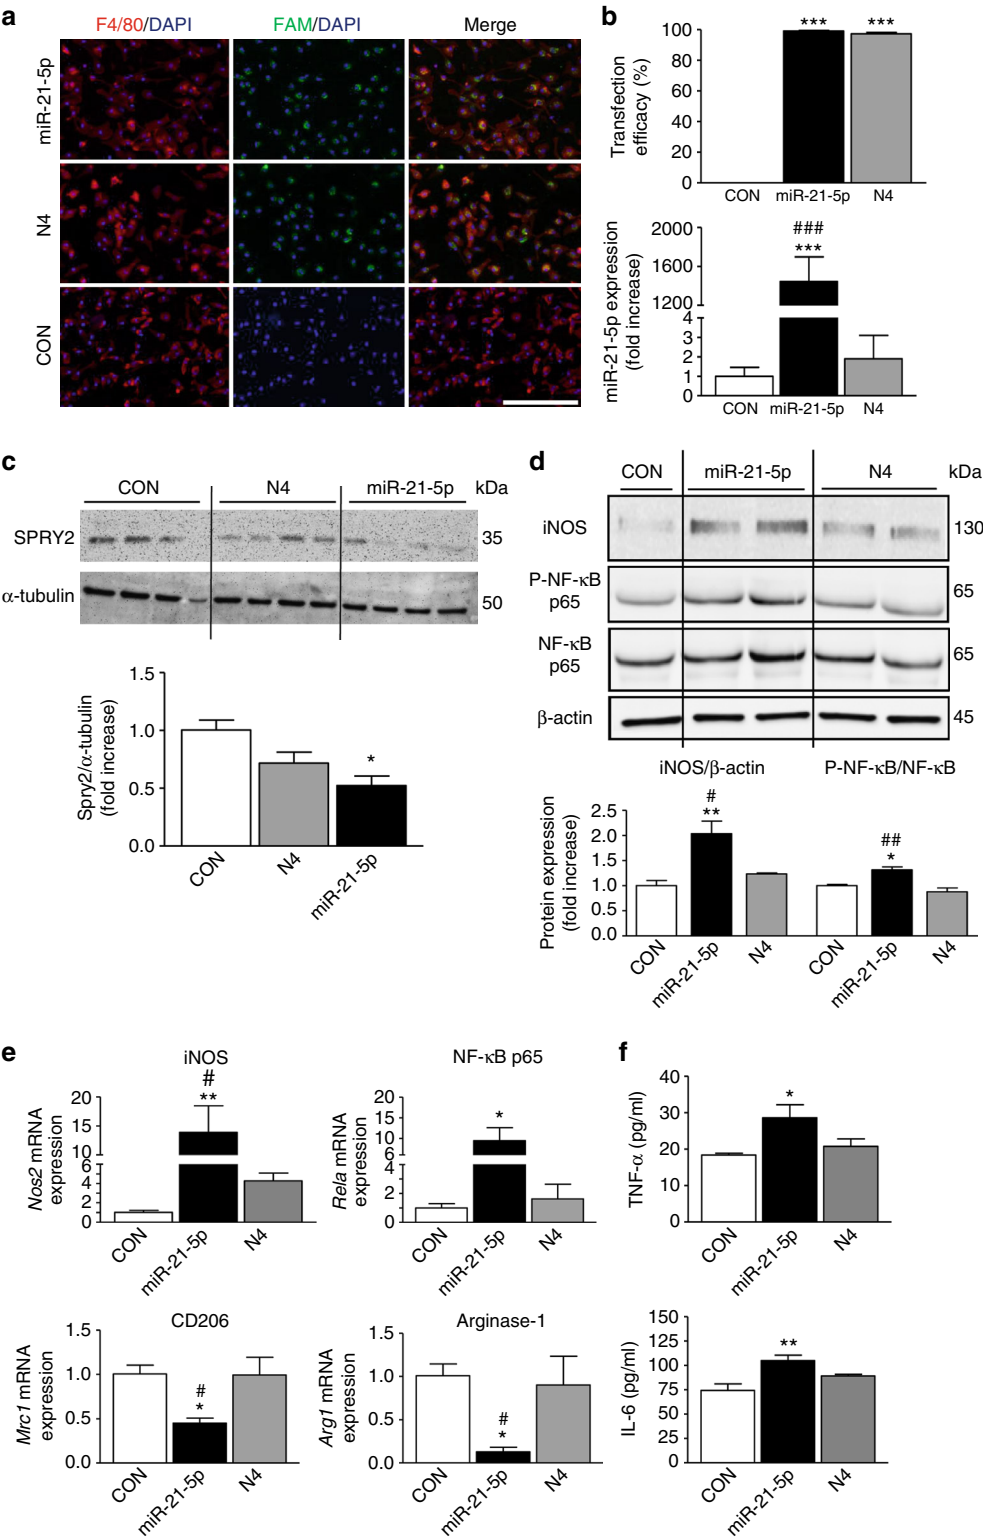 a
F4/80/DAPI
FAM/DAPI
Merge
miR-21-5p
N4
CON
b
Transfection
efficacy (%)
100
80
60
40
20
0
***
***
CON
miR-21-5p
N4
miR-21-5p expression
(fold increase)
2000
1600
1200
4
3
2
1
0
###
***
CON
miR-21-5p
N4
c
CON
N4
miR-21-5p
kDa
SPRY2
35
α-tubulin
50
Spry2/α-tubulin
(fold increase)
1.5
1.0
0.5
0.0
*
CON
N4
miR-21-5p
d
CON
miR-21-5p
N4
kDa
iNOS
130
P-NF-κB
p65
65
NF-κB
p65
65
β-actin
45
iNOS/β-actin
P-NF-κB/NF-κB
Protein expression
(fold increase)
2.5
2.0
1.5
1.0
0.5
0.0
#
**
##
*
CON
miR-21-5p
N4
CON
miR-21-5p
N4
e
iNOS
Nos2 mRNA
expression
20
15
10
6
4
2
0
#
**
CON
miR-21-5p
N4
NF-κB p65
Rela mRNA
expression
20
15
10
6
4
2
0
*
CON
miR-21-5p
N4
CD206
Mrc1 mRNA
expression
1.5
1.0
0.5
0.0
#
*
CON
miR-21-5p
N4
Arginase-1
Arg1 mRNA
expression
1.5
1.0
0.5
0.0
#
*
CON
miR-21-5p
N4
f
TNF-α (pg/ml)
40
30
20
10
0
*
CON
miR-21-5p
N4
IL-6 (pg/ml)
150
125
100
75
50
25
0
**
CON
miR-21-5p
N4